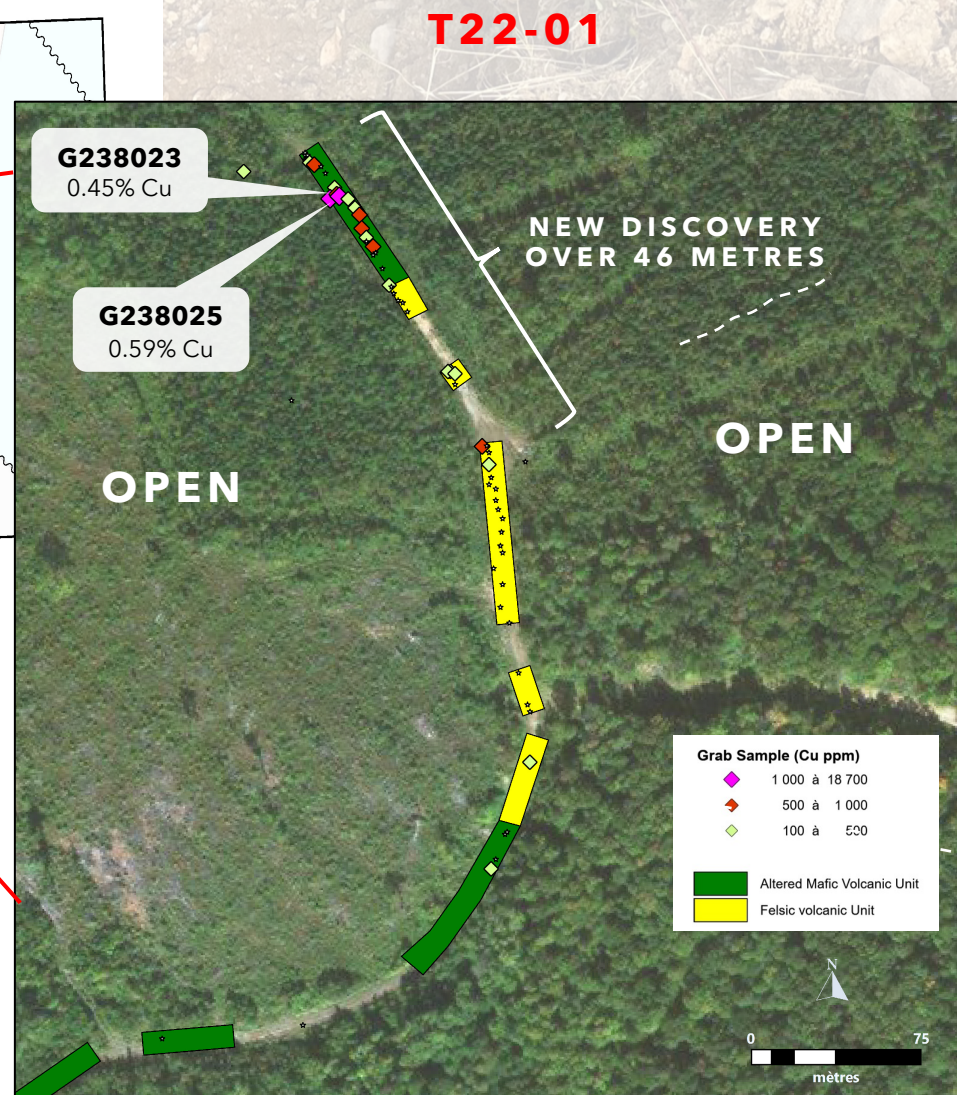 T22-01
G238023
0.45% Cu
G238025
0.59% Cu
NEW DISCOVERY
OVER 46 METRES
OPEN
OPEN
Grab Sample (Cu ppm)
1 000 à 18 700
500 à 1 000
100 à 500
Altered Mafic Volcanic Unit
Felsic volcanic Unit
N
0 75
mètres